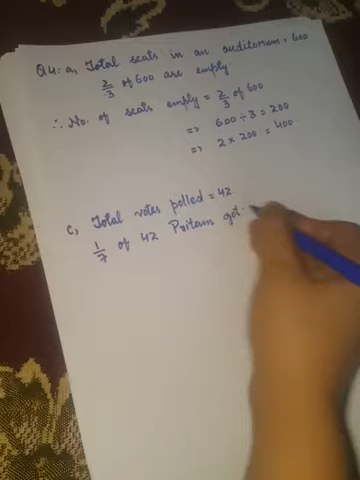 Q4: a, Total seats in an auditorium = 600
2/3 of 600 are empty
∴ No. of seats empty = 2/3 of 600
=> 600 ÷ 3 = 200
=> 2 × 200 = 400
c, Total votes polled = 42
1/7 of 42 Pritam got